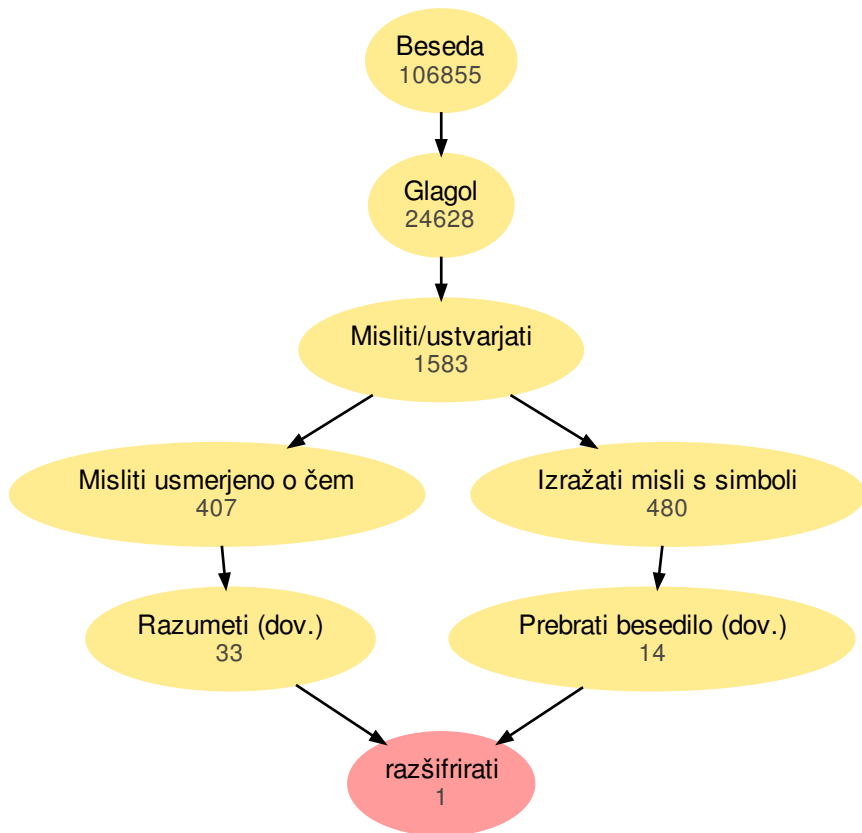 Beseda
106855
Glagol
24628
Misliti/ustvarjati
1583
Misliti usmerjeno o čem
407
Izražati misli s simboli
480
Razumeti (dov.)
33
Prebrati besedilo (dov.)
14
razšifrirati
1